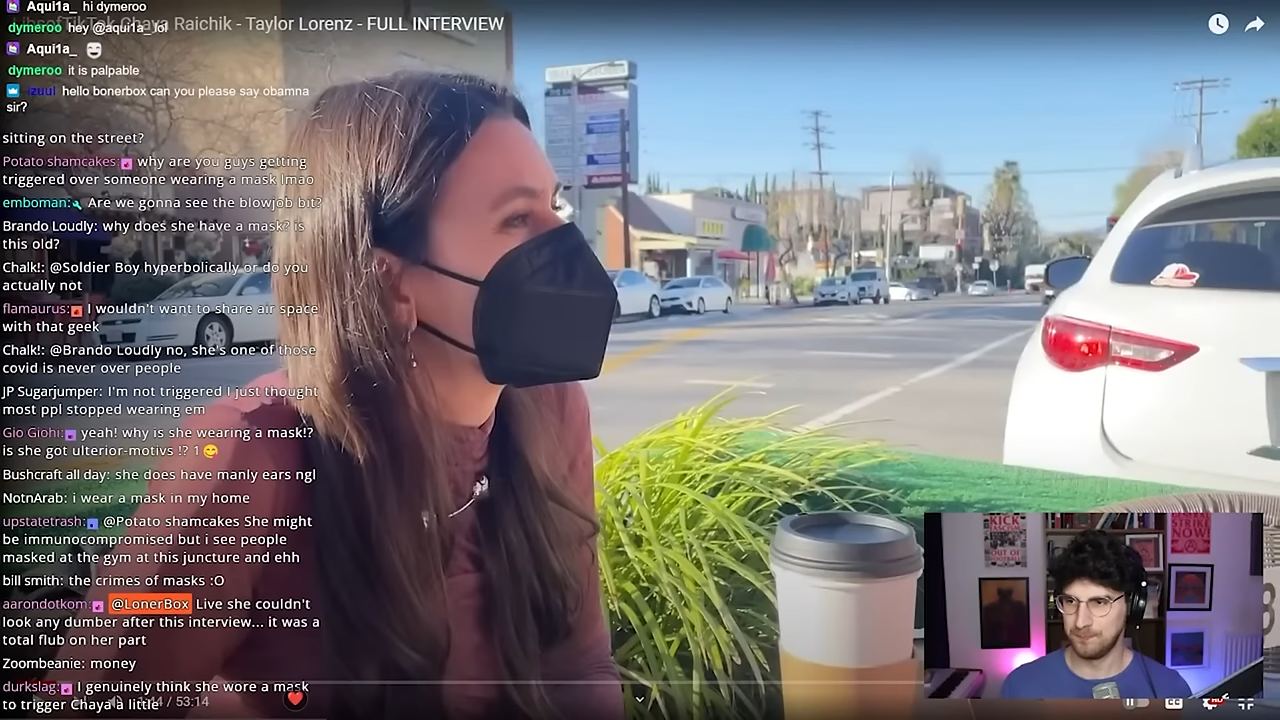 Aqui1a_ hi dymeroo
Chaya Raichik - Taylor Lorenz - FULL INTERVIEW
dymeroo hey @aqui1a_ lol
Aqui1a_
dymeroo it is palpable
zuul hello bonerbox can you please say obamna
sir?
sitting on the street?
Potato shamcakes: why are you guys getting
triggered over someone wearing a mask lmao
emboman: Are we gonna see the blowjob bit?
Brando Loudly: why does she have a mask? is
this old?
Chalk!: @Soldier Boy hyperbolically or do you
actually not
flamaurus: I wouldn't want to share air space
with that geek
Chalk!: @Brando Loudly no, she's one of those
covid is never over people
JP Sugarjumper: I'm not triggered I just thought
most ppl stopped wearing em
Gio Giohi: yeah! why is she wearing a mask!?
is she got ulterior-motivs !? 1😋
Bushcraft all day: she does have manly ears ngl
NotnArab: i wear a mask in my home
upstatetrash: @Potato shamcakes She might
be immunocompromised but i see people
masked at the gym at this juncture and ehh
bill smith: the crimes of masks :O
aarondotkom: @LonerBox Live she couldn't
look any dumber after this interview... it was a
total flub on her part
Zoombeanie: money
durkslag: I genuinely think she wore a mask
to trigger Chaya a little
/ 53:14
KICK
FASCISM
OUT OF
FOOTBALL
STRIKE
NOW!
CC
HD